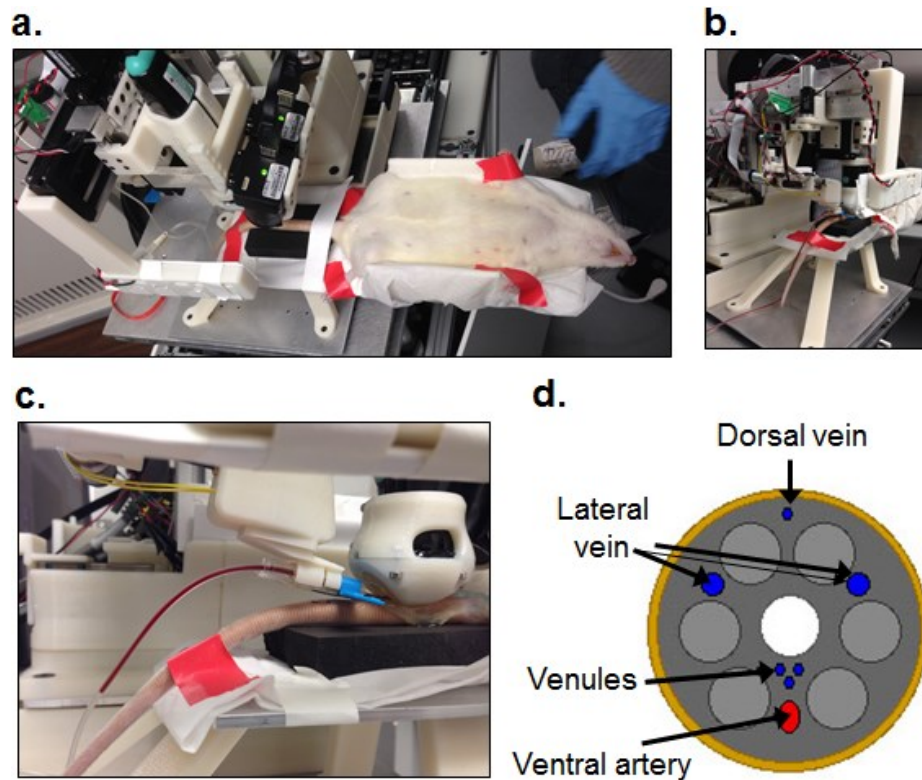 a.
b.
c.
d.
Dorsal vein
Lateral
vein
Venules
Ventral artery